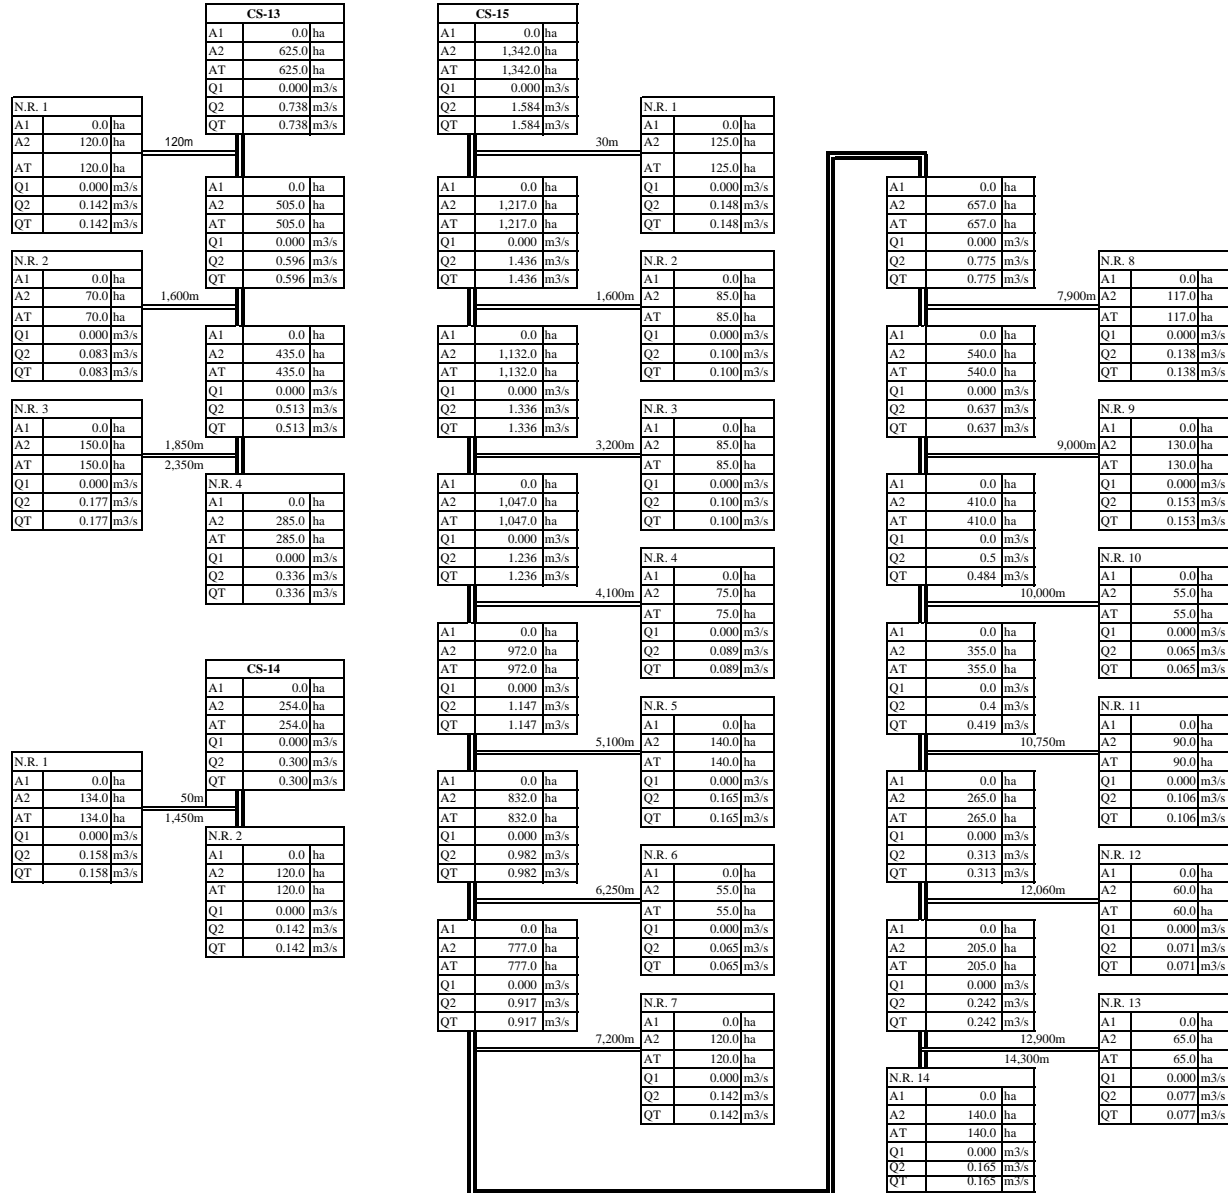 CS-13
A1 0.0 ha
A2 625.0 ha
AT 625.0 ha
Q1 0.000 m3/s
Q2 0.738 m3/s
QT 0.738 m3/s
N.R. 1
A1 0.0 ha
A2 120.0 ha
AT 120.0 ha
Q1 0.000 m3/s
Q2 0.142 m3/s
QT 0.142 m3/s
120m
A1 0.0 ha
A2 505.0 ha
AT 505.0 ha
Q1 0.000 m3/s
Q2 0.596 m3/s
QT 0.596 m3/s
N.R. 2
A1 0.0 ha
A2 70.0 ha
AT 70.0 ha
Q1 0.000 m3/s
Q2 0.083 m3/s
QT 0.083 m3/s
1,600m
A1 0.0 ha
A2 435.0 ha
AT 435.0 ha
Q1 0.000 m3/s
Q2 0.513 m3/s
QT 0.513 m3/s
N.R. 3
A1 0.0 ha
A2 150.0 ha
AT 150.0 ha
Q1 0.000 m3/s
Q2 0.177 m3/s
QT 0.177 m3/s
1,850m
2,350m
N.R. 4
A1 0.0 ha
A2 285.0 ha
AT 285.0 ha
Q1 0.000 m3/s
Q2 0.336 m3/s
QT 0.336 m3/s
CS-14
A1 0.0 ha
A2 254.0 ha
AT 254.0 ha
Q1 0.000 m3/s
Q2 0.300 m3/s
QT 0.300 m3/s
N.R. 1
A1 0.0 ha
A2 134.0 ha
AT 134.0 ha
Q1 0.000 m3/s
Q2 0.158 m3/s
QT 0.158 m3/s
50m
1,450m
N.R. 2
A1 0.0 ha
A2 120.0 ha
AT 120.0 ha
Q1 0.000 m3/s
Q2 0.142 m3/s
QT 0.142 m3/s
CS-15
A1 0.0 ha
A2 1,342.0 ha
AT 1,342.0 ha
Q1 0.000 m3/s
Q2 1.584 m3/s
QT 1.584 m3/s
30m
N.R. 1
A1 0.0 ha
A2 125.0 ha
AT 125.0 ha
Q1 0.000 m3/s
Q2 0.148 m3/s
QT 0.148 m3/s
A1 0.0 ha
A2 1,217.0 ha
AT 1,217.0 ha
Q1 0.000 m3/s
Q2 1.436 m3/s
QT 1.436 m3/s
1,600m
N.R. 2
A1 0.0 ha
A2 85.0 ha
AT 85.0 ha
Q1 0.000 m3/s
Q2 0.100 m3/s
QT 0.100 m3/s
A1 0.0 ha
A2 1,132.0 ha
AT 1,132.0 ha
Q1 0.000 m3/s
Q2 1.336 m3/s
QT 1.336 m3/s
3,200m
N.R. 3
A1 0.0 ha
A2 85.0 ha
AT 85.0 ha
Q1 0.000 m3/s
Q2 0.100 m3/s
QT 0.100 m3/s
A1 0.0 ha
A2 1,047.0 ha
AT 1,047.0 ha
Q1 0.000 m3/s
Q2 1.236 m3/s
QT 1.236 m3/s
4,100m
N.R. 4
A1 0.0 ha
A2 75.0 ha
AT 75.0 ha
Q1 0.000 m3/s
Q2 0.089 m3/s
QT 0.089 m3/s
A1 0.0 ha
A2 972.0 ha
AT 972.0 ha
Q1 0.000 m3/s
Q2 1.147 m3/s
QT 1.147 m3/s
5,100m
N.R. 5
A1 0.0 ha
A2 140.0 ha
AT 140.0 ha
Q1 0.000 m3/s
Q2 0.165 m3/s
QT 0.165 m3/s
A1 0.0 ha
A2 832.0 ha
AT 832.0 ha
Q1 0.000 m3/s
Q2 0.982 m3/s
QT 0.982 m3/s
6,250m
N.R. 6
A1 0.0 ha
A2 55.0 ha
AT 55.0 ha
Q1 0.000 m3/s
Q2 0.065 m3/s
QT 0.065 m3/s
A1 0.0 ha
A2 777.0 ha
AT 777.0 ha
Q1 0.000 m3/s
Q2 0.917 m3/s
QT 0.917 m3/s
7,200m
N.R. 7
A1 0.0 ha
A2 120.0 ha
AT 120.0 ha
Q1 0.000 m3/s
Q2 0.142 m3/s
QT 0.142 m3/s
A1 0.0 ha
A2 657.0 ha
AT 657.0 ha
Q1 0.000 m3/s
Q2 0.775 m3/s
QT 0.775 m3/s
7,900m
N.R. 8
A1 0.0 ha
A2 117.0 ha
AT 117.0 ha
Q1 0.000 m3/s
Q2 0.138 m3/s
QT 0.138 m3/s
A1 0.0 ha
A2 540.0 ha
AT 540.0 ha
Q1 0.000 m3/s
Q2 0.637 m3/s
QT 0.637 m3/s
9,000m
N.R. 9
A1 0.0 ha
A2 130.0 ha
AT 130.0 ha
Q1 0.000 m3/s
Q2 0.153 m3/s
QT 0.153 m3/s
A1 0.0 ha
A2 410.0 ha
AT 410.0 ha
Q1 0.0 m3/s
Q2 0.5 m3/s
QT 0.484 m3/s
10,000m
N.R. 10
A1 0.0 ha
A2 55.0 ha
AT 55.0 ha
Q1 0.000 m3/s
Q2 0.065 m3/s
QT 0.065 m3/s
A1 0.0 ha
A2 355.0 ha
AT 355.0 ha
Q1 0.0 m3/s
Q2 0.4 m3/s
QT 0.419 m3/s
10,750m
N.R. 11
A1 0.0 ha
A2 90.0 ha
AT 90.0 ha
Q1 0.000 m3/s
Q2 0.106 m3/s
QT 0.106 m3/s
A1 0.0 ha
A2 265.0 ha
AT 265.0 ha
Q1 0.000 m3/s
Q2 0.313 m3/s
QT 0.313 m3/s
12,060m
N.R. 12
A1 0.0 ha
A2 60.0 ha
AT 60.0 ha
Q1 0.000 m3/s
Q2 0.071 m3/s
QT 0.071 m3/s
A1 0.0 ha
A2 205.0 ha
AT 205.0 ha
Q1 0.000 m3/s
Q2 0.242 m3/s
QT 0.242 m3/s
12,900m
14,300m
N.R. 13
A1 0.0 ha
A2 65.0 ha
AT 65.0 ha
Q1 0.000 m3/s
Q2 0.077 m3/s
QT 0.077 m3/s
N.R. 14
A1 0.0 ha
A2 140.0 ha
AT 140.0 ha
Q1 0.000 m3/s
Q2 0.165 m3/s
QT 0.165 m3/s